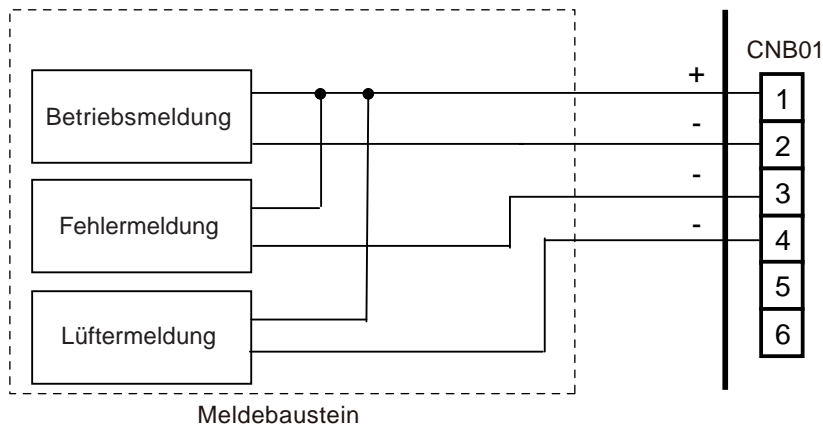 CNB01
+
1
Betriebsmeldung
-
2
-
3
Fehlermeldung
-
4
5
Lüftermeldung
6
Meldebaustein